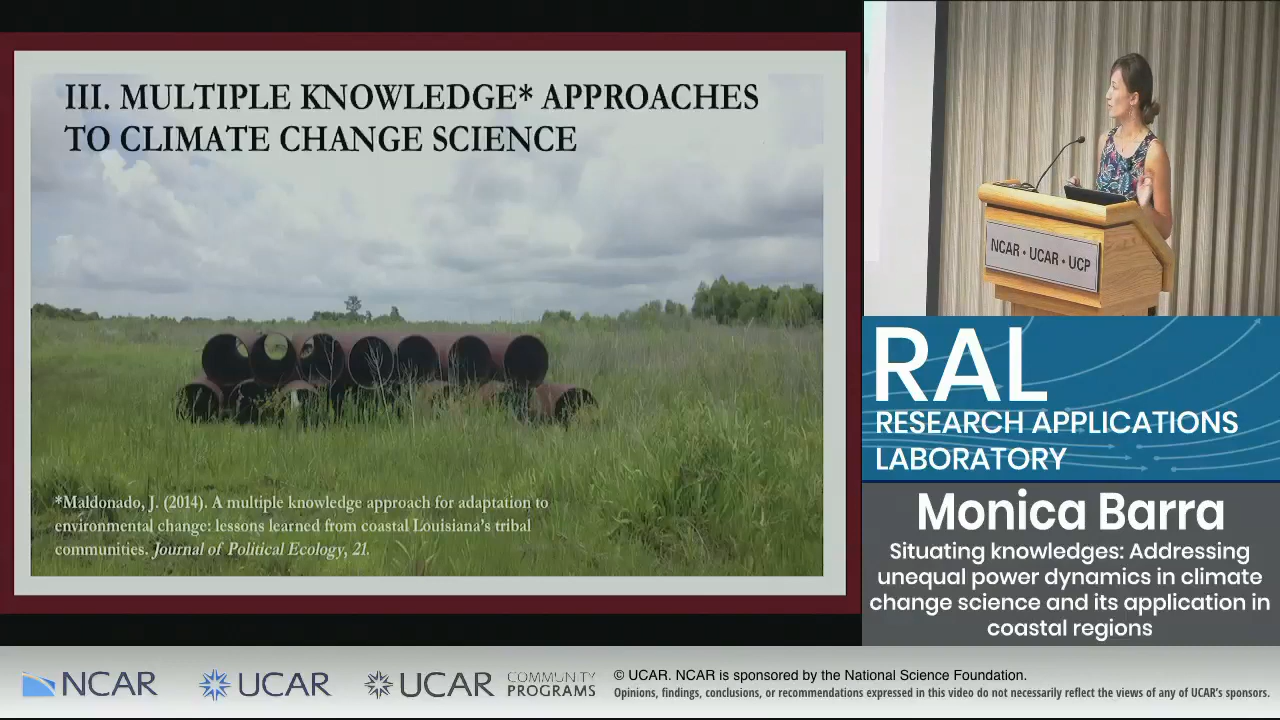 III. MULTIPLE KNOWLEDGE* APPROACHES
TO CLIMATE CHANGE SCIENCE
*Maldonado, J. (2014). A multiple knowledge approach for adaptation to
environmental change: lessons learned from coastal Louisiana's tribal
communities. Journal of Political Ecology, 21.
NCAR • UCAR • UCP
RAL
RESEARCH APPLICATIONS
LABORATORY
Monica Barra
Situating knowledges: Addressing
unequal power dynamics in climate
change science and its application in
coastal regions
NCAR
UCAR
UCAR
COMMUNITY
PROGRAMS
© UCAR. NCAR is sponsored by the National Science Foundation.
Opinions, findings, conclusions, or recommendations expressed in this video do not necessarily reflect the views of any of UCAR's sponsors.